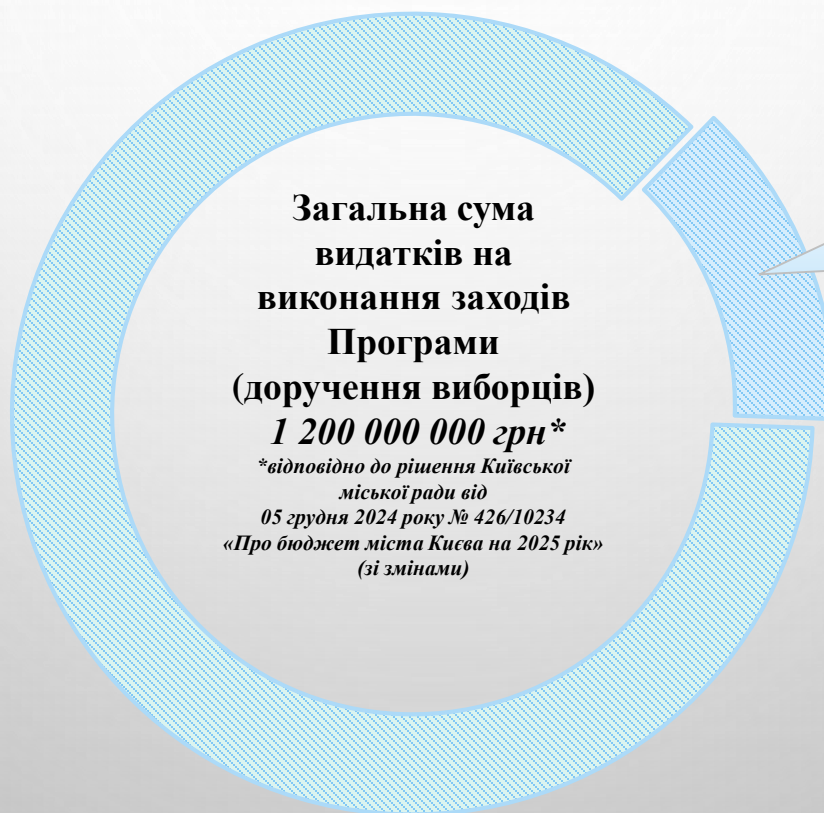 Загальна сума
видатків на
виконання заходів
Програми
(доручення виборців)
1 200 000 000 грн*
*відповідно до рішення Київської
міської ради від
05 грудня 2024 року № 426/10234
«Про бюджет міста Києва на 2025 рік»
(зі змінами)